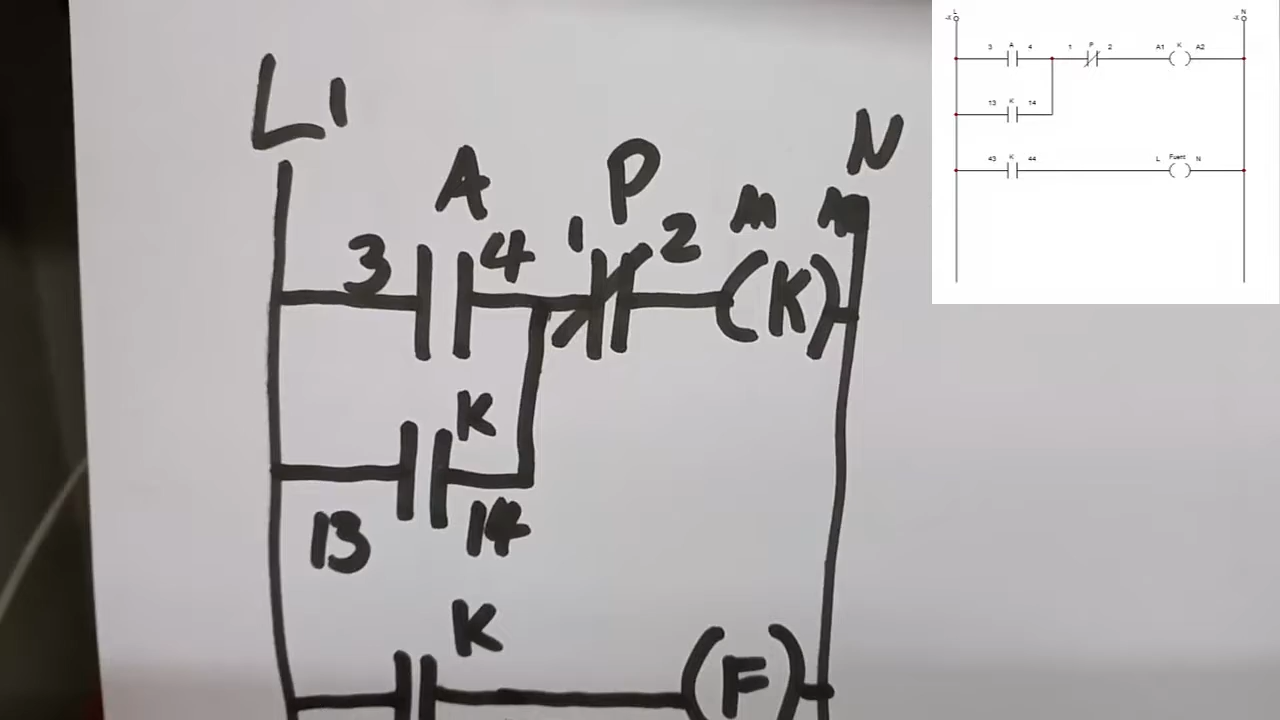 L1
N
A
P
3
4
1
2
(K)
K
13
14
K
(F)
L
N
-X
-X
3 A 4 1 P 2 A1 K A2
13 K 14
43 K 44 L Fuent N